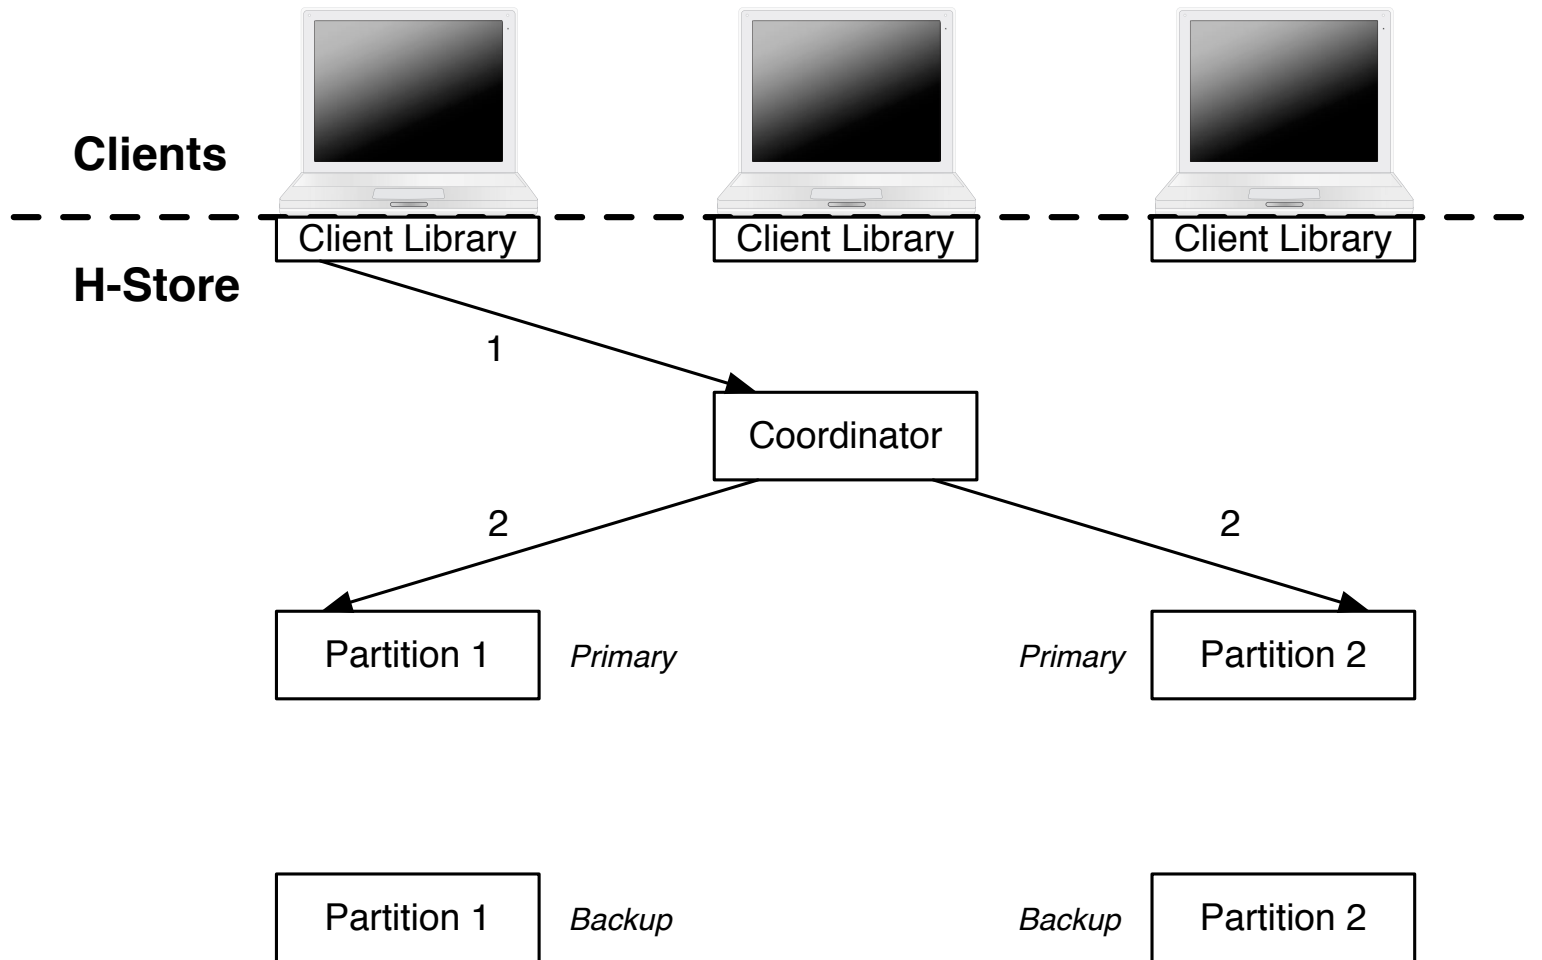 Clients
Client Library Client Library Client Library
H-Store
1
Coordinator
2 2
Partition 1 Primary Primary Partition 2
Partition 1 Backup Backup Partition 2